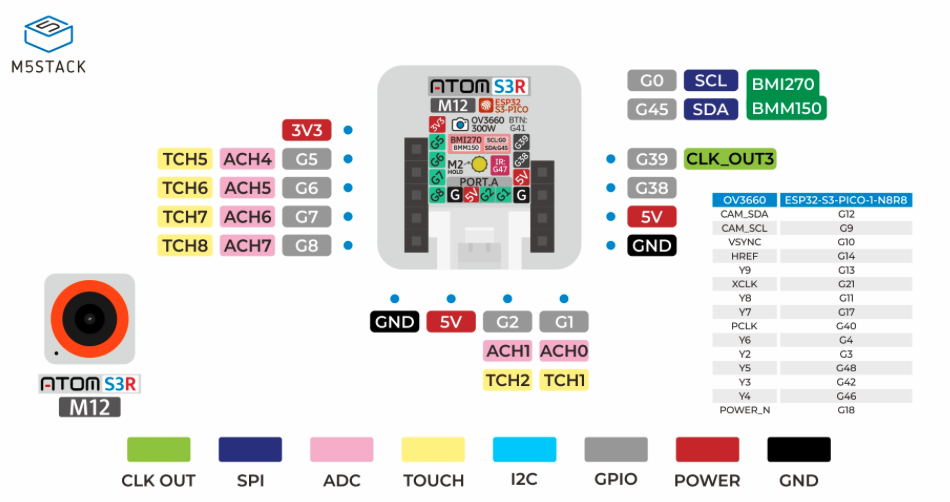 5
M5STACK
ATOM S3R
M12 ESP32 S3-PICO
3V3 OV3660 300W BTN: G41
G5 BMI270 BMM150 SCL:G0 SDA:G45 G39
G6 M2 HOLD IR: G47 G38
G7 PORT.A 5V
G8 G 5V G2 G1 G
3V3
TCH5 ACH4 G5
TCH6 ACH5 G6
TCH7 ACH6 G7
TCH8 ACH7 G8
G0 SCL BMI270
G45 SDA BMM150
G39 CLK_OUT3
G38
5V
GND
GND 5V G2 G1
ACH1 ACH0
TCH2 TCH1
OV3660 ESP32-S3-PICO-1-N8R8
CAM_SDA G12
CAM_SCL G9
VSYNC G10
HREF G14
Y9 G13
XCLK G21
Y8 G11
Y7 G17
PCLK G40
Y6 G4
Y2 G3
Y5 G48
Y3 G42
Y4 G46
POWER_N G18
ATOM S3R
M12
CLK OUT SPI ADC TOUCH I2C GPIO POWER GND